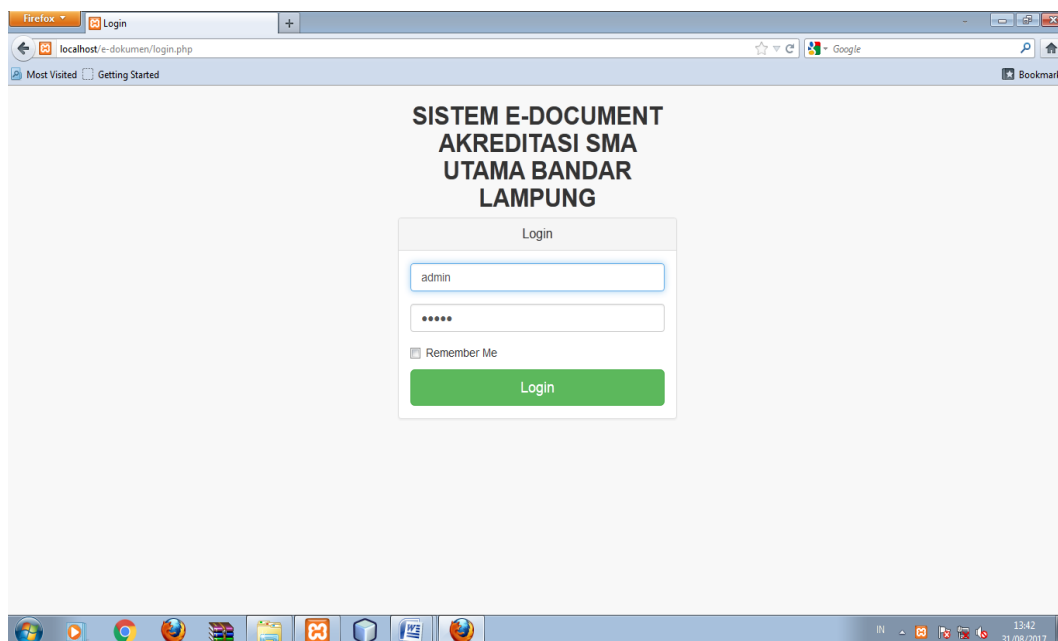 Firefox
Login
localhost/e-dokumen/login.php
Google
Most Visited
Getting Started
Bookmark
SISTEM E-DOCUMENT
AKREDITASI SMA
UTAMA BANDAR
LAMPUNG
Login
admin
•••••
Remember Me
Login
IN
13:42